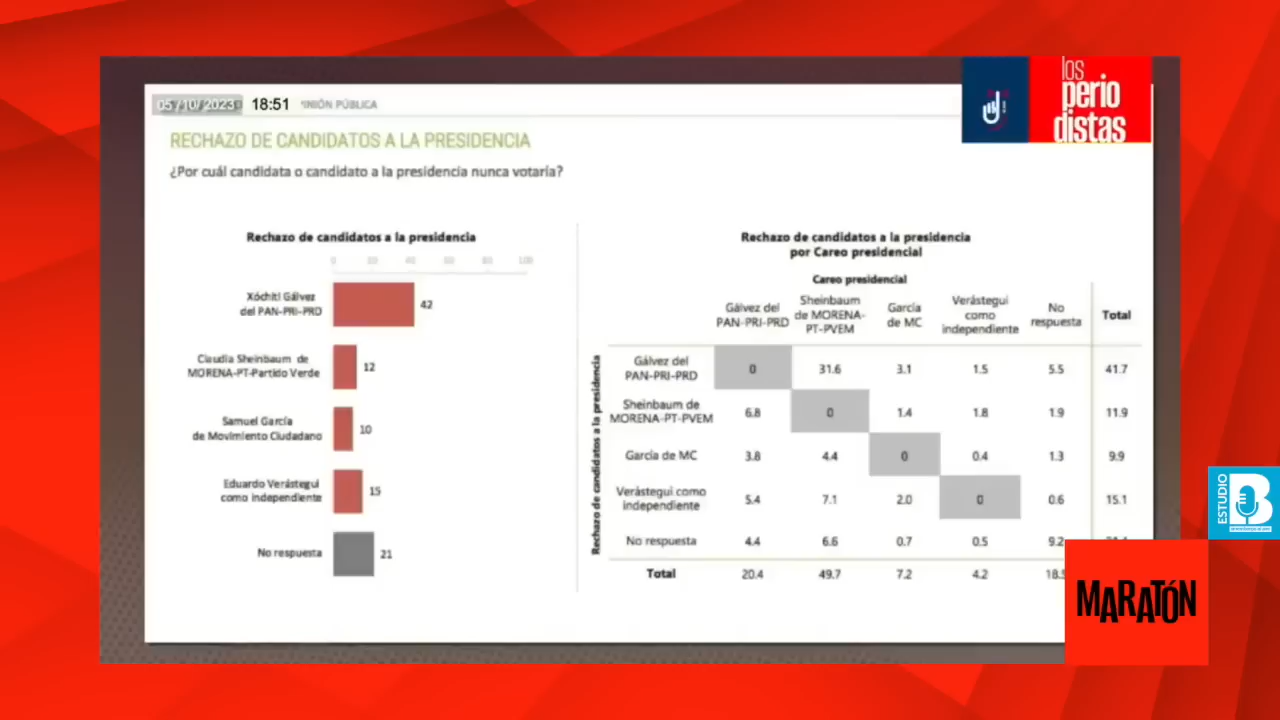 05/10/2023 18:51 UNIÓN PÚBLICA
los
perio
distas
RECHAZO DE CANDIDATOS A LA PRESIDENCIA
¿Por cuál candidata o candidato a la presidencia nunca votaría?
Rechazo de candidatos a la presidencia
0 20 40 60 80 100
Xóchitl Gálvez
del PAN-PRI-PRD
42
Claudia Sheinbaum de
MORENA-PT-Partido Verde
12
Samuel García
de Movimiento Ciudadano
10
Eduardo Verástegui
como independiente
15
No respuesta
21
Rechazo de candidatos a la presidencia
por Careo presidencial
Careo presidencial
Gálvez del
PAN-PRI-PRD
Sheinbaum
de MORENA-
PT-PVEM
García
de MC
Verástegui
como
independiente
No
respuesta
Total
Rechazo de candidatos a la presidencia
Gálvez del
PAN-PRI-PRD
0 31.6 3.1 1.5 5.5 41.7
Sheinbaum de
MORENA-PT-PVEM
6.8 0 1.4 1.8 1.9 11.9
García de MC 3.8 4.4 0 0.4 1.3 9.9
Verástegui como
independiente
5.4 7.1 2.0 0 0.6 15.1
No respuesta 4.4 6.6 0.7 0.5 9.2
Total 20.4 49.7 7.2 4.2 18.5
ESTUDIO
B
MARATÓN